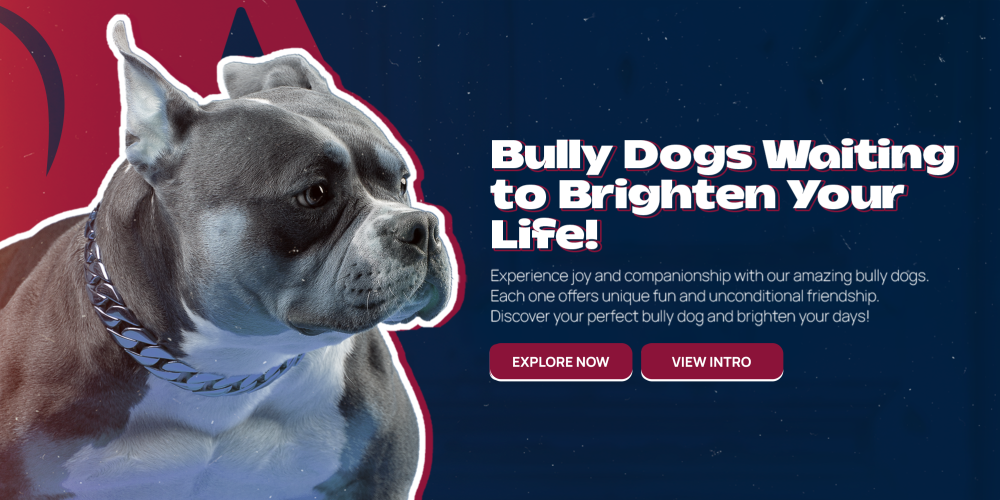 Bully Dogs Waiting
to Brighten Your
Life!
Experience joy and companionship with our amazing bully dogs.
Each one offers unique fun and unconditional friendship.
Discover your perfect bully dog and brighten your days!
EXPLORE NOW
VIEW INTRO